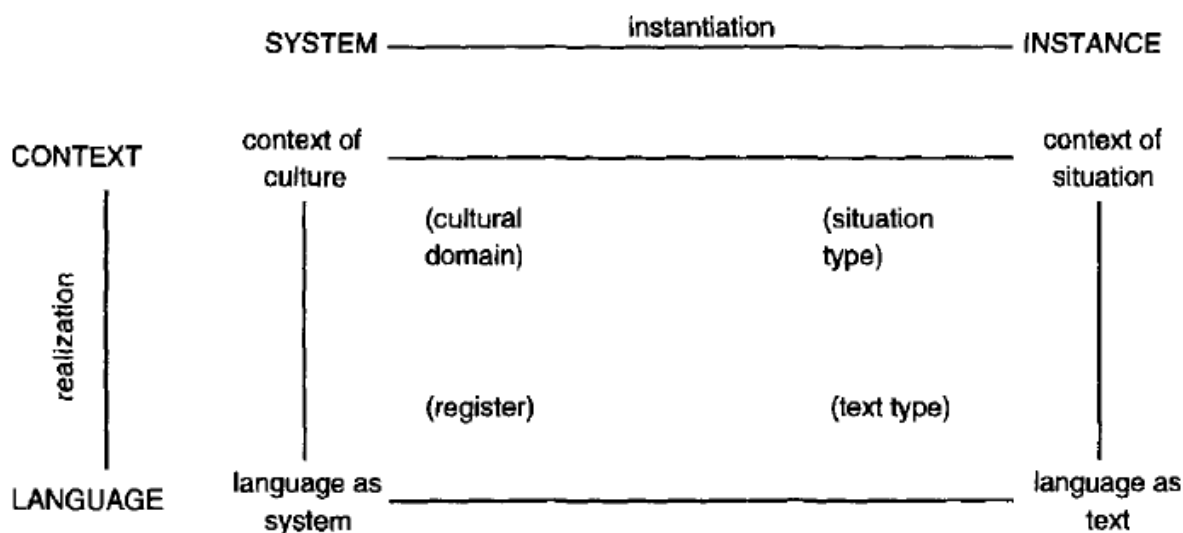 instantiation
SYSTEM INSTANCE
CONTEXT
context of
culture
context of
situation
(cultural
domain)
(situation
type)
realization
(register) (text type)
LANGUAGE
language as
system
language as
text